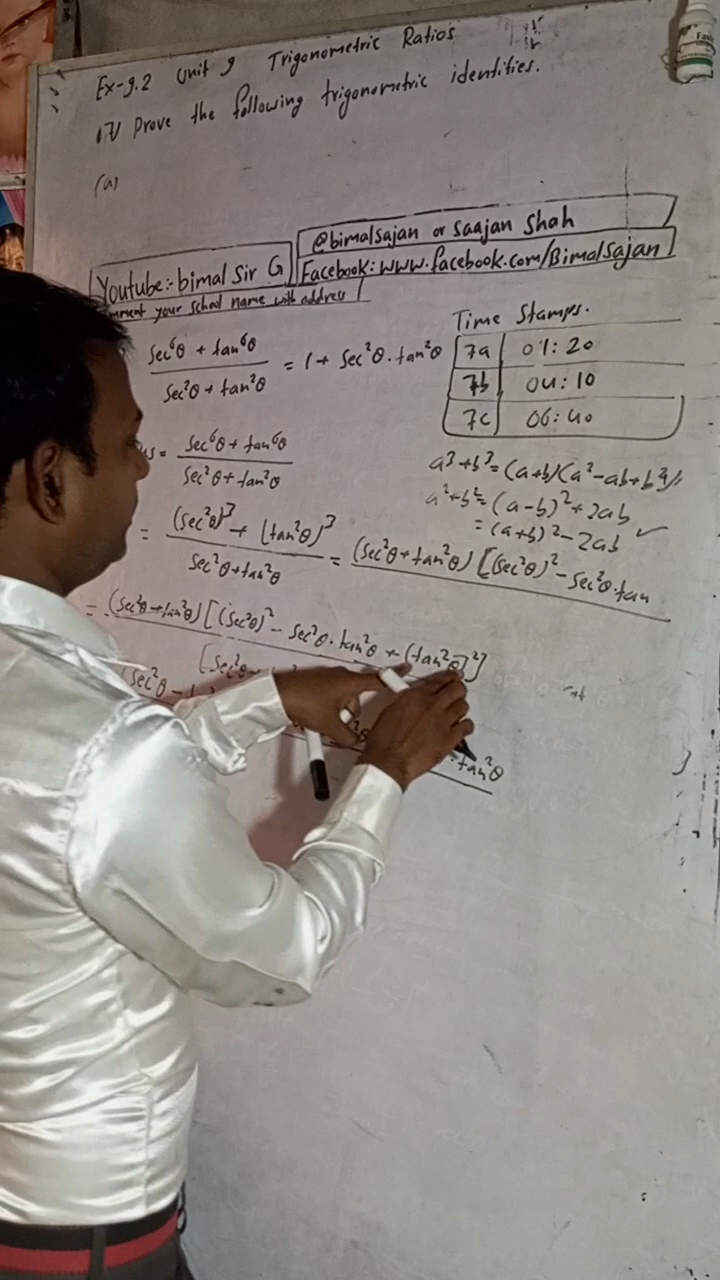 Ex-9.2 Unit 9 Trigonometric Ratios
Prove the following trigonometric identities.
(a)
Youtube:- bimal Sir G
@bimalsajan or Saajan Shah
Facebook: www.facebook.com/Bimalsajan
mment your school name with address
Time Stamps.
7a 01:20
7b 04:10
7c 06:40
sec⁶θ + tan⁶θ / sec²θ + tan²θ = 1 + sec²θ.tan²θ
a³+b³=(a+b)(a²-ab+b²)
a²+b²=(a-b)²+2ab
=(a+b)²-2ab
= sec⁶θ + tan⁶θ / sec²θ + tan²θ
= (sec²θ)³ + (tan²θ)³ / sec²θ+tan²θ = (sec²θ+tan²θ) [(sec²θ)² - sec²θ.tan
= (sec²θ+tan²θ) [(sec²θ)² - sec²θ.tan²θ + (tan²θ)²]
tan²θ